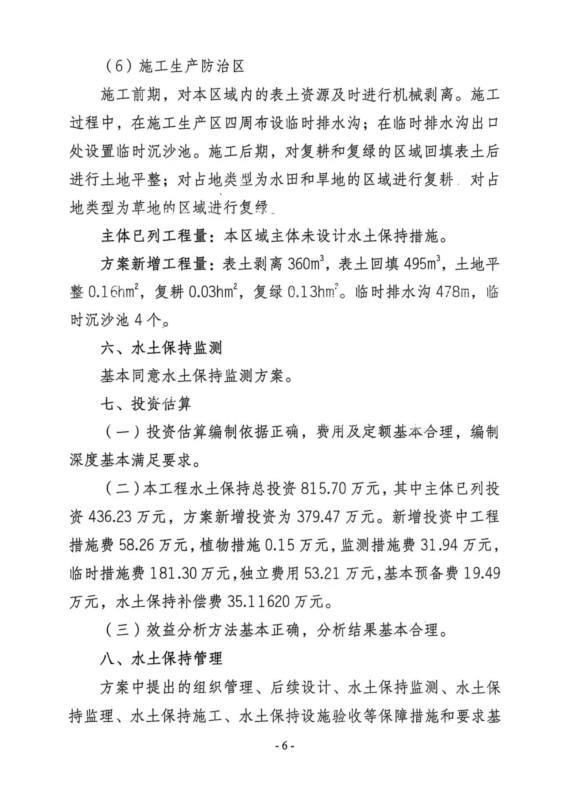 （6）施工生产防治区
施工前期，对本区域内的表土资源及时进行机械剥离。施工
过程中，在施工生产区四周布设临时排水沟；在临时排水沟出口
处设置临时沉沙池。施工后期，对复耕和复绿的区域回填表土后
进行土地平整；对占地类型为水田和旱地的区域进行复耕．对占
地类型为草地的区域进行复绿.
主体已列工程量：本区域主体未设计水土保持措施。
方案新增工程量：表土剥离 360m³，表土回填 495m³，土地平
整 0.16hm²，复耕 0.03hm²，复绿 0.13hm²。临时排水沟 478m，临
时沉沙池 4 个。
六、水土保持监测
基本同意水土保持监测方案。
七、投资估算
（一）投资估算编制依据正确，费用及定额基本合理，编制
深度基本满足要求。
（二）本工程水土保持总投资 815.70 万元，其中主体已列投
资 436.23 万元，方案新增投资为 379.47 万元。新增投资中工程
措施费 58.26 万元，植物措施 0.15 万元，监测措施费 31.94 万元，
临时措施费 181.30 万元，独立费用 53.21 万元，基本预备费 19.49
万元，水土保持补偿费 35.11620 万元。
（三）效益分析方法基本正确，分析结果基本合理。
八、水土保持管理
方案中提出的组织管理、后续设计、水土保持监测、水土保
持监理、水土保持施工、水土保持设施验收等保障措施和要求基
- 6 -